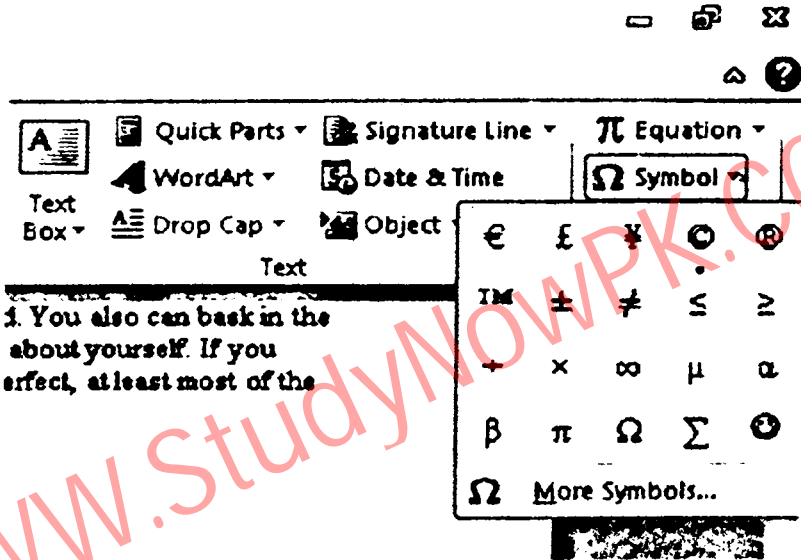 Quick Parts Signature Line π Equation
A WordArt Date & Time Ω Symbol
Text
Box Drop Cap Object
Text
€ £ ¥ © ®
TM ± ≠ ≤ ≥
× ∞ µ α
β π Ω Σ ☺
Ω More Symbols...
You also can bask in the
about yourself. If you
erfect, at least most of the
www.StudyNowPK.co